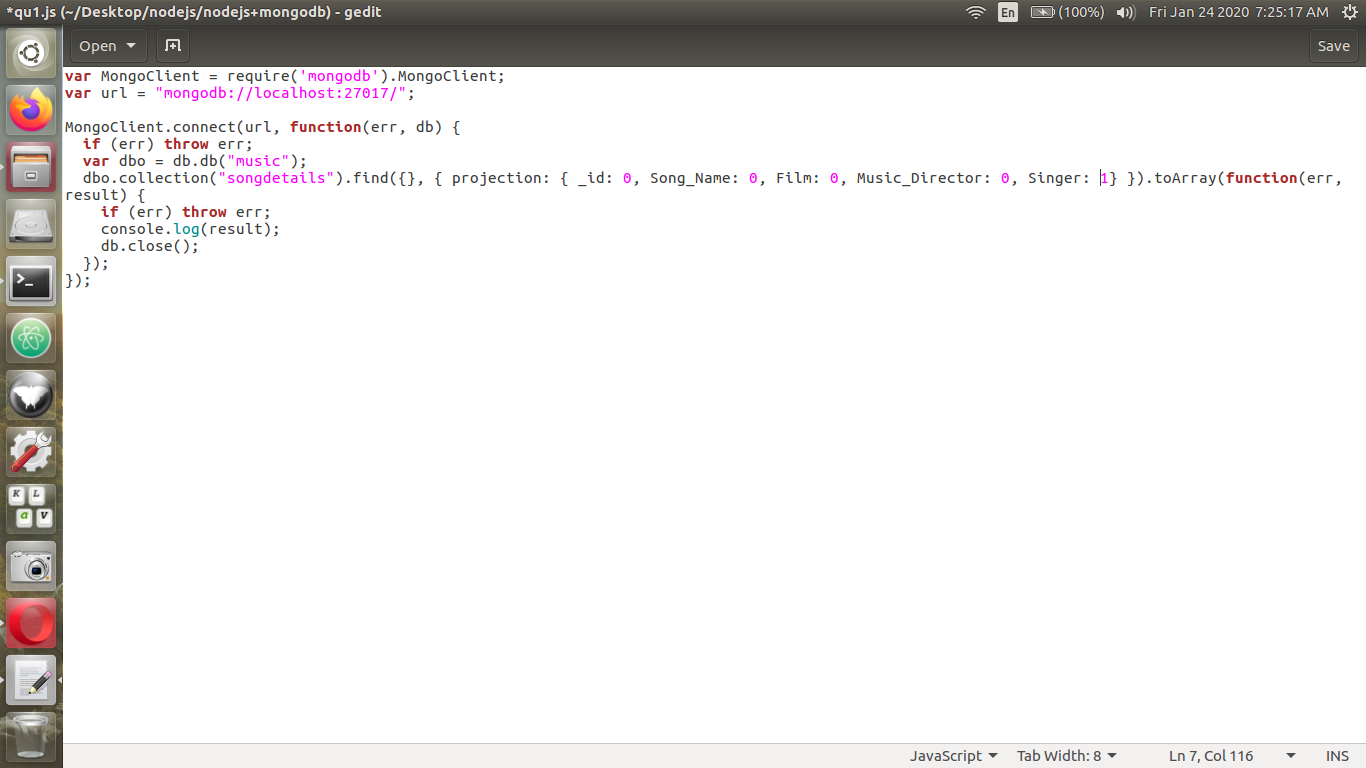 *qu1.js (~/Desktop/nodejs/nodejs+mongodb) - gedit
En (100%) Fri Jan 24 2020 7:25:17 AM
Open Save
var MongoClient = require('mongodb').MongoClient;
var url = "mongodb://localhost:27017/";
MongoClient.connect(url, function(err, db) {
  if (err) throw err;
  var dbo = db.db("music");
  dbo.collection("songdetails").find({}, { projection: { _id: 0, Song_Name: 0, Film: 0, Music_Director: 0, Singer: 1} }).toArray(function(err,
result) {
    if (err) throw err;
    console.log(result);
    db.close();
  });
});
K L
a V
JavaScript Tab Width: 8 Ln 7, Col 116 INS